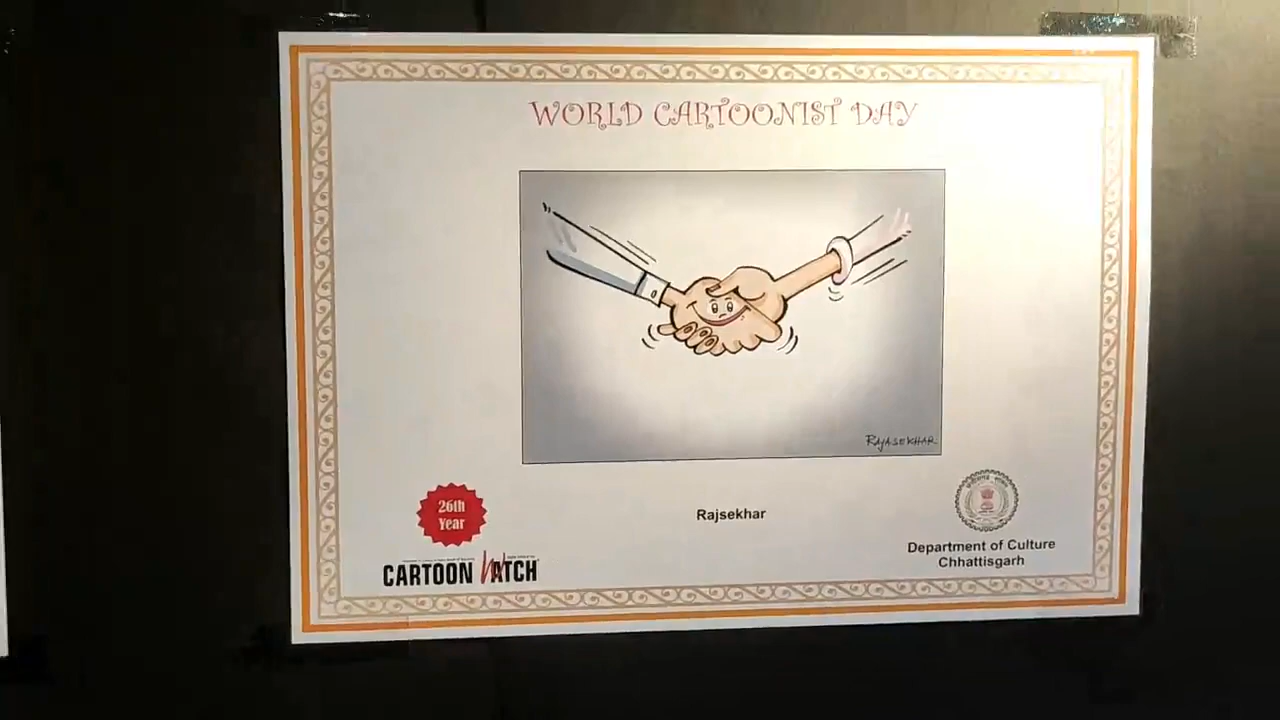 WORLD CARTOONIST DAY
RAJASEKHAR
26th
Year
Rajsekhar
CARTOON WATCH
Department of Culture
Chhattisgarh